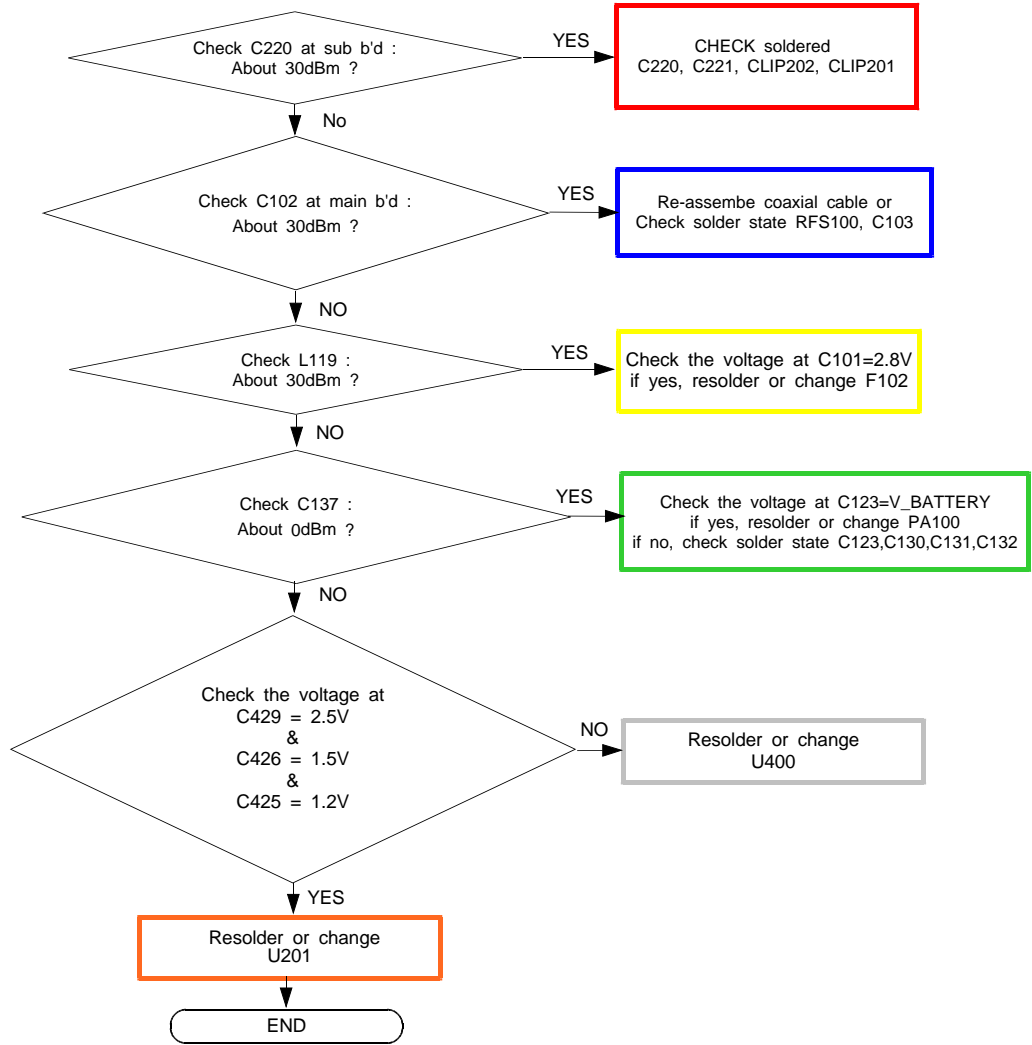 Check C220 at sub b'd :
About 30dBm ?
YES
CHECK soldered
C220, C221, CLIP202, CLIP201
No
Check C102 at main b'd :
About 30dBm ?
YES
Re-assembe coaxial cable or
Check solder state RFS100, C103
NO
Check L119 :
About 30dBm ?
YES
Check the voltage at C101=2.8V
if yes, resolder or change F102
NO
Check C137 :
About 0dBm ?
YES
Check the voltage at C123=V_BATTERY
if yes, resolder or change PA100
if no, check solder state C123,C130,C131,C132
NO
Check the voltage at
C429 = 2.5V
&
C426 = 1.5V
&
C425 = 1.2V
NO
Resolder or change
U400
YES
Resolder or change
U201
END